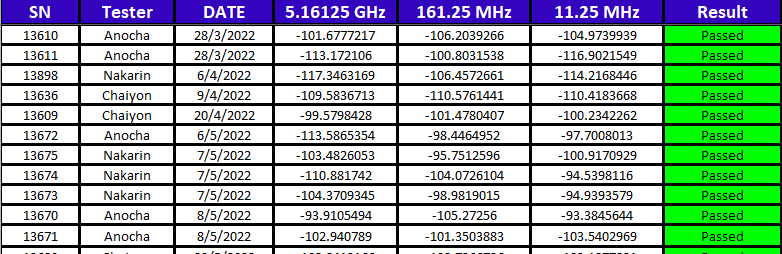 SN Tester DATE 5.16125 GHz 161.25 MHz 11.25 MHz Result
13610 Anocha 28/3/2022 -101.6777217 -106.2039266 -104.9739939 Passed
13611 Anocha 28/3/2022 -113.172106 -100.8031538 -116.9021549 Passed
13898 Nakarin 6/4/2022 -117.3463169 -106.4572661 -114.2168446 Passed
13636 Chaiyon 9/4/2022 -109.5836713 -110.5761441 -110.4183668 Passed
13609 Chaiyon 20/4/2022 -99.5798428 -101.4780407 -100.2342262 Passed
13672 Anocha 6/5/2022 -113.5865354 -98.4464952 -97.7008013 Passed
13675 Nakarin 7/5/2022 -103.4826053 -95.7512596 -100.9170929 Passed
13674 Nakarin 7/5/2022 -110.881742 -104.0726104 -94.5398116 Passed
13673 Nakarin 7/5/2022 -104.3709345 -98.9819015 -94.9393579 Passed
13670 Anocha 8/5/2022 -93.9105494 -105.27256 -93.3845644 Passed
13671 Anocha 8/5/2022 -102.940789 -101.3503883 -103.5402969 Passed